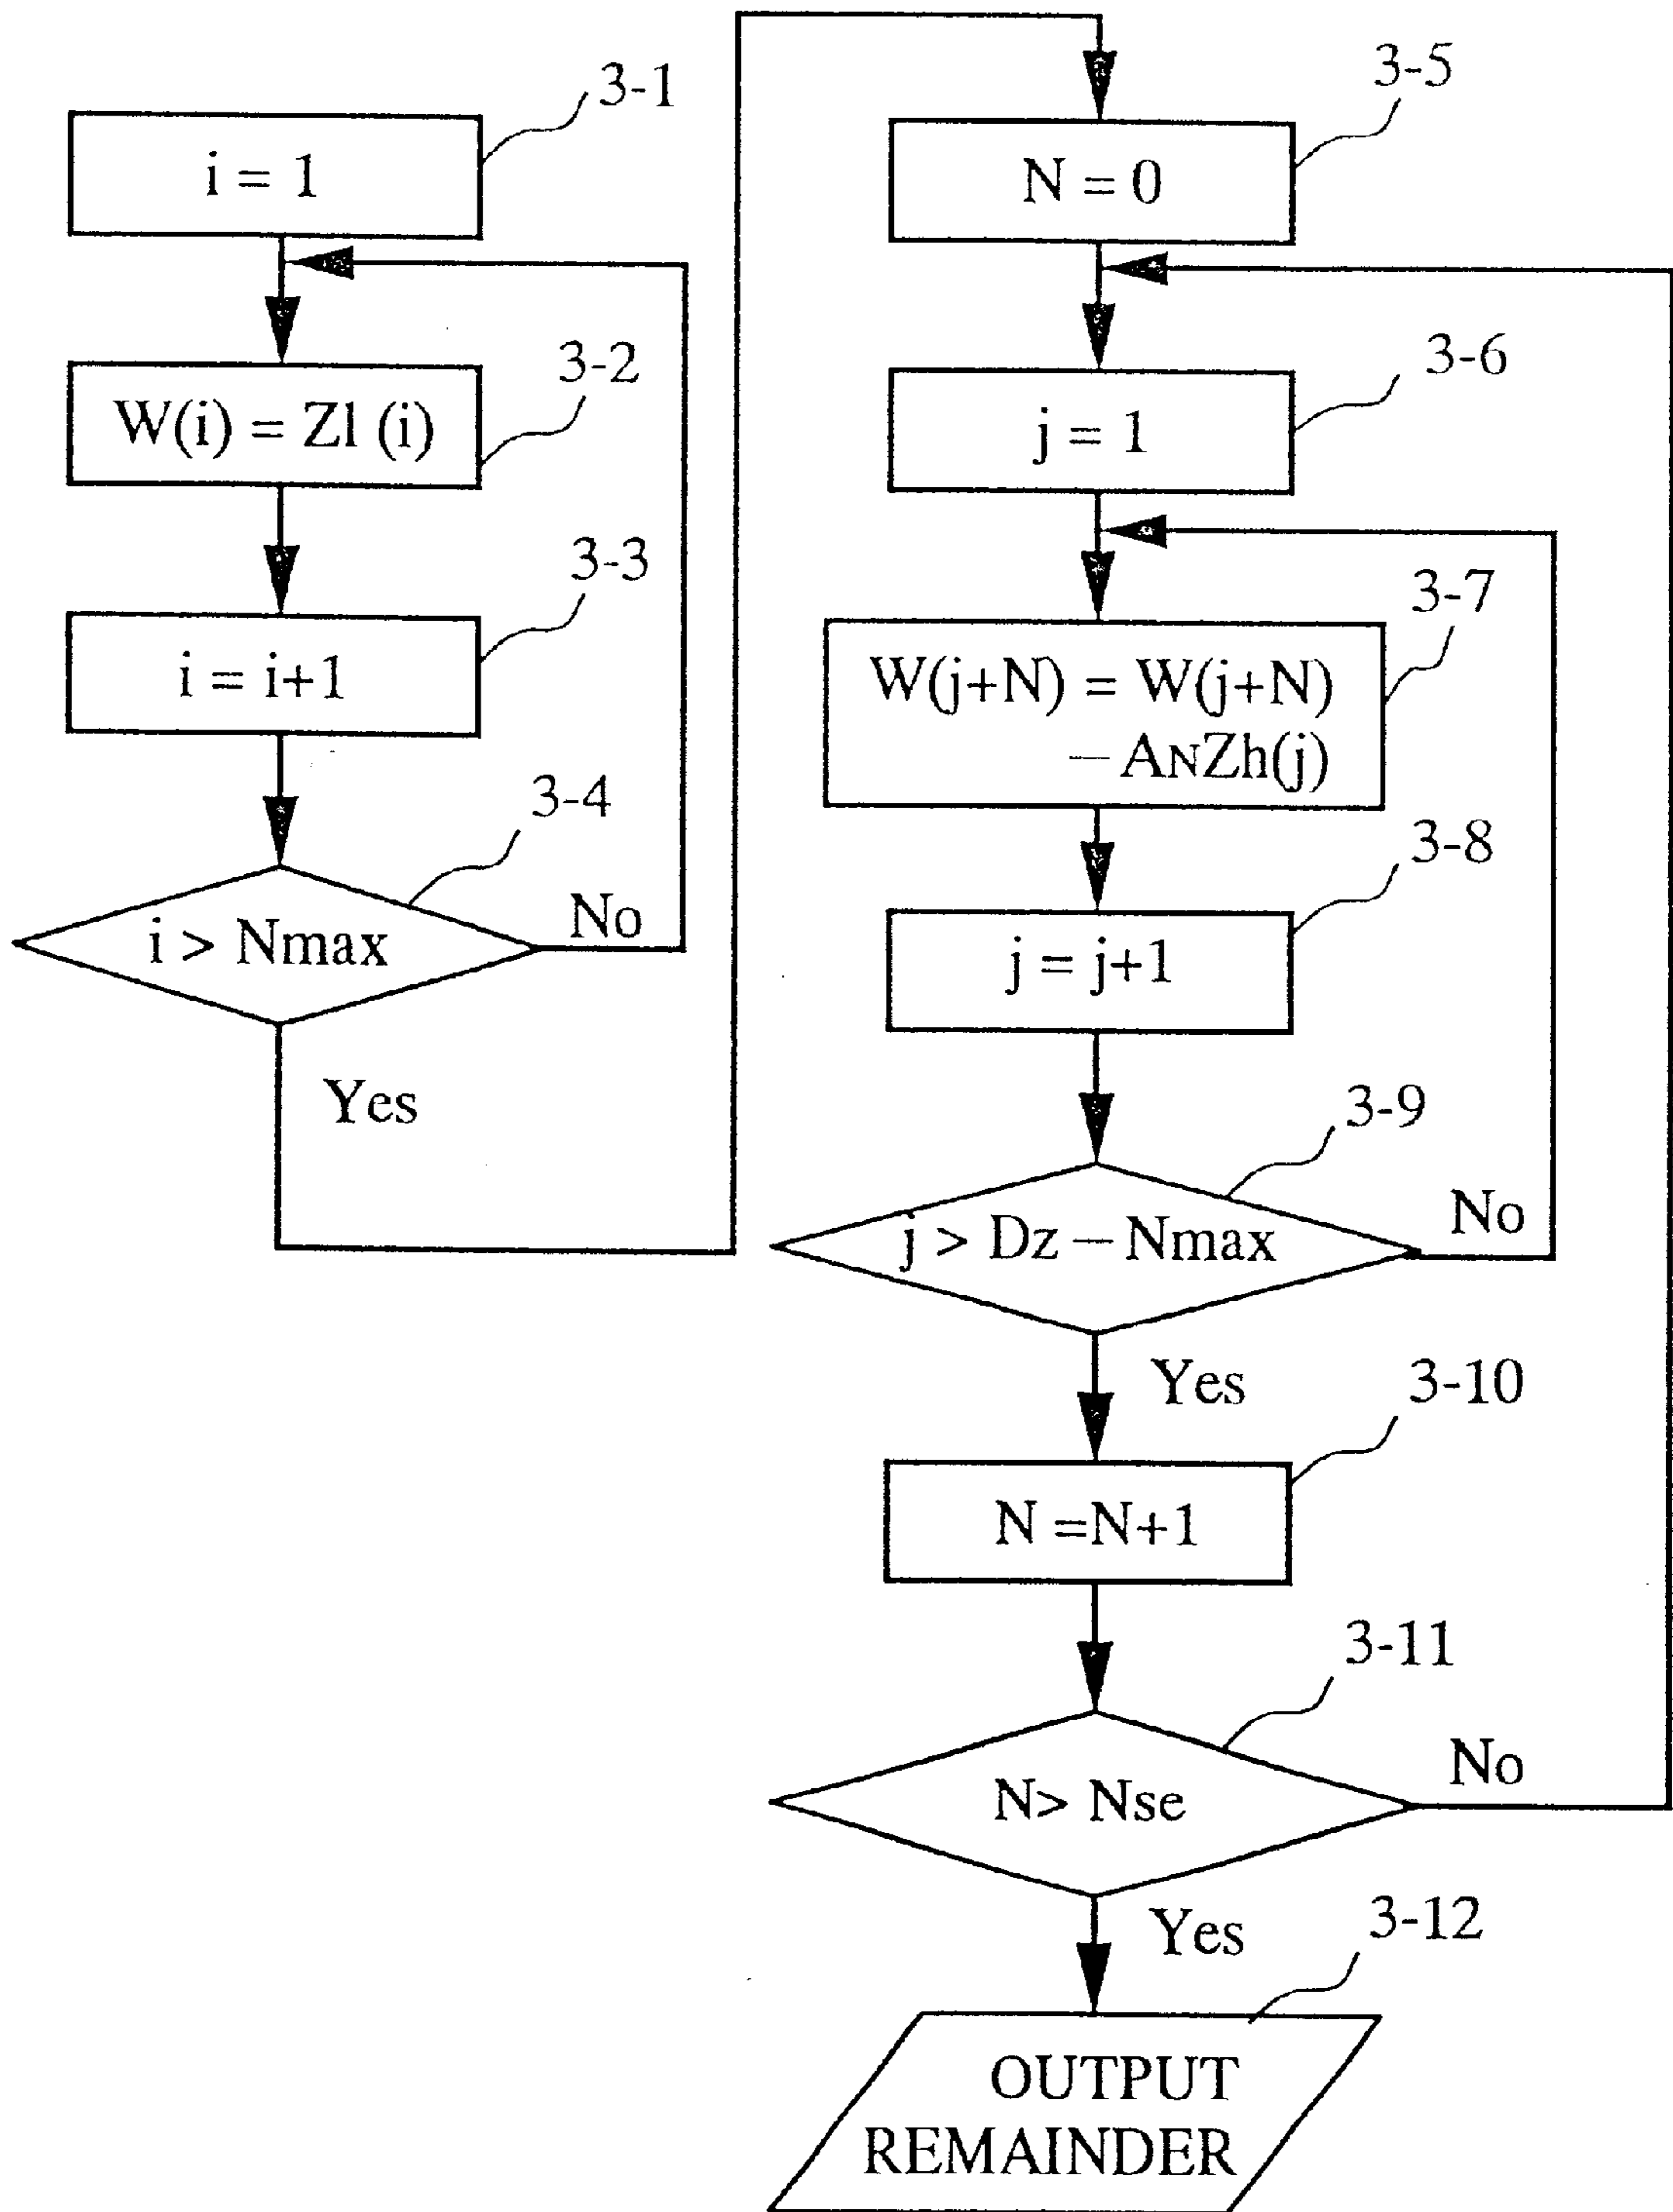 3-1
i = 1
3-2
W(i) = Zl (i)
3-3
i = i+1
3-4
i > Nmax
No
Yes
3-5
N = 0
3-6
j = 1
3-7
W(j+N) = W(j+N)
— ANZh(j)
3-8
j = j+1
3-9
j > Dz — Nmax
No
Yes
3-10
N =N+1
3-11
N> Nse
No
Yes
3-12
OUTPUT
REMAINDER